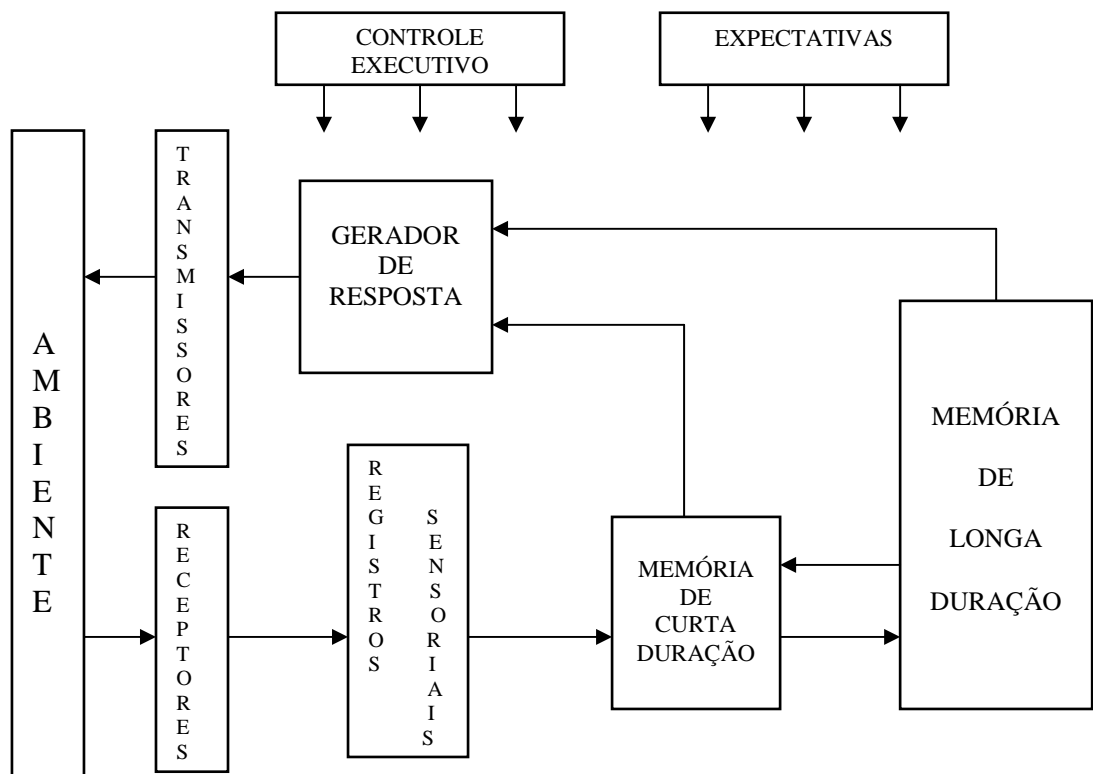 CONTROLE
EXECUTIVO
EXPECTATIVAS
AMBIENTE
TRANSMISSORES
GERADOR
DE
RESPOSTA
RECEPTORES
REGISTROS
SENSORIAIS
MEMÓRIA
DE
CURTA
DURAÇÃO
MEMÓRIA
DE
LONGA
DURAÇÃO